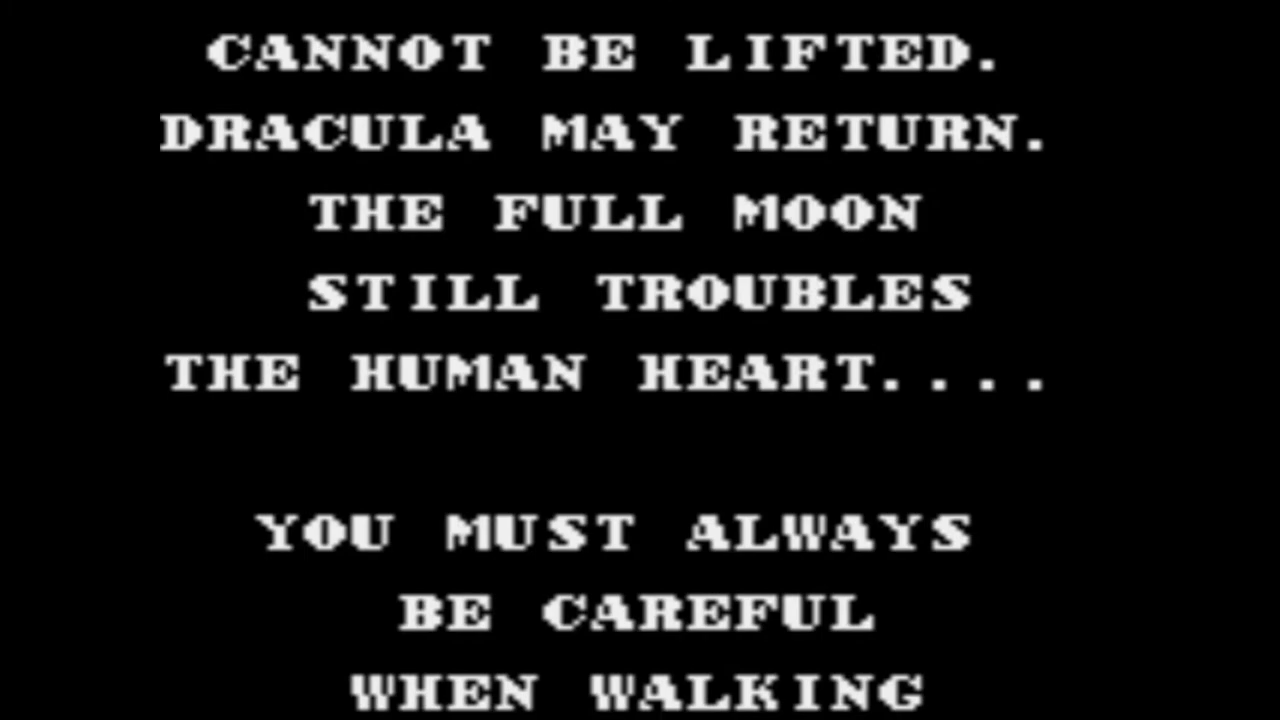 CANNOT BE LIFTED.
DRACULA MAY RETURN.
THE FULL MOON
STILL TROUBLES
THE HUMAN HEART....
YOU MUST ALWAYS
BE CAREFUL
WHEN WALKING